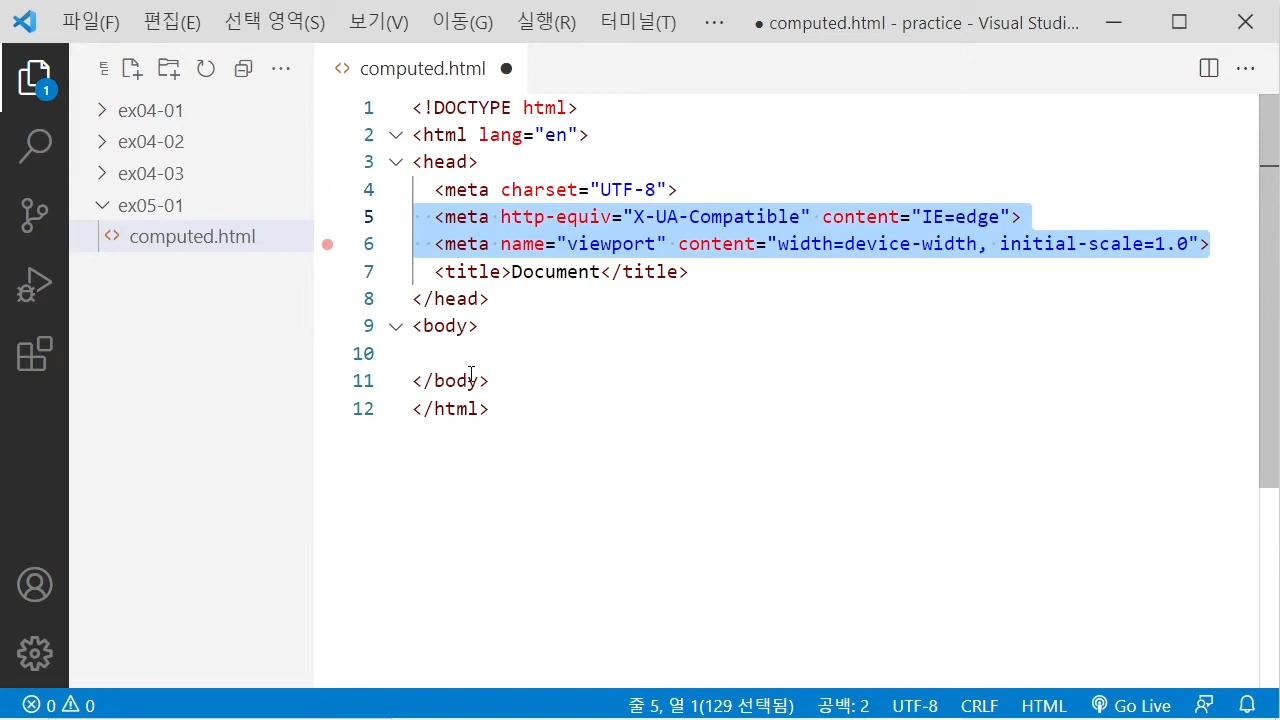 파일(F) 편집(E) 선택 영역(S) 보기(V) 이동(G) 실행(R) 터미널(T) ··· ● computed.html - practice - Visual Studi...
1
E ···
ex04-01
ex04-02
ex04-03
ex05-01
<> computed.html
<> computed.html ● ···
1 <!DOCTYPE html>
2 <html lang="en">
3 <head>
4 <meta charset="UTF-8">
5 <meta http-equiv="X-UA-Compatible" content="IE=edge">
6 <meta name="viewport" content="width=device-width, initial-scale=1.0">
7 <title>Document</title>
8 </head>
9 <body>
10
11 </body>
12 </html>
0 0 줄 5, 열 1(129 선택됨) 공백: 2 UTF-8 CRLF HTML Go Live